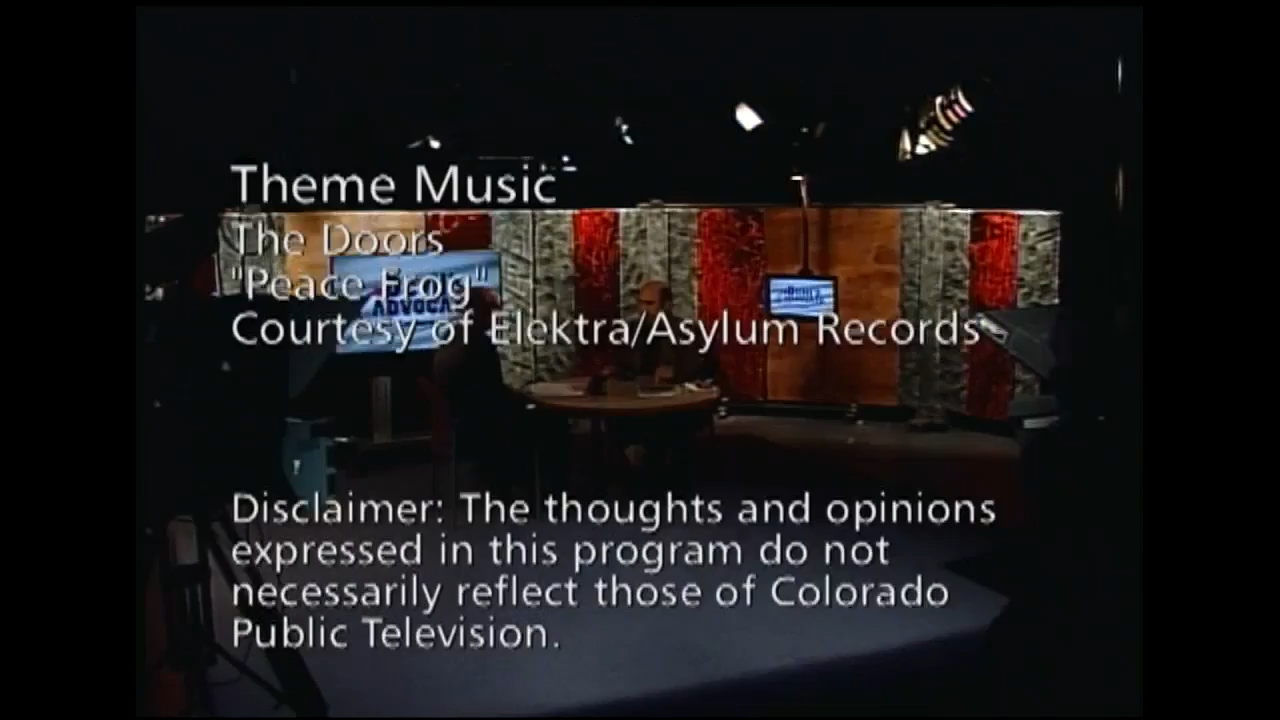 Theme Music
The Doors
"Peace Frog"
Courtesy of Elektra/Asylum Records
ADVOCA
Disclaimer: The thoughts and opinions
expressed in this program do not
necessarily reflect those of Colorado
Public Television.